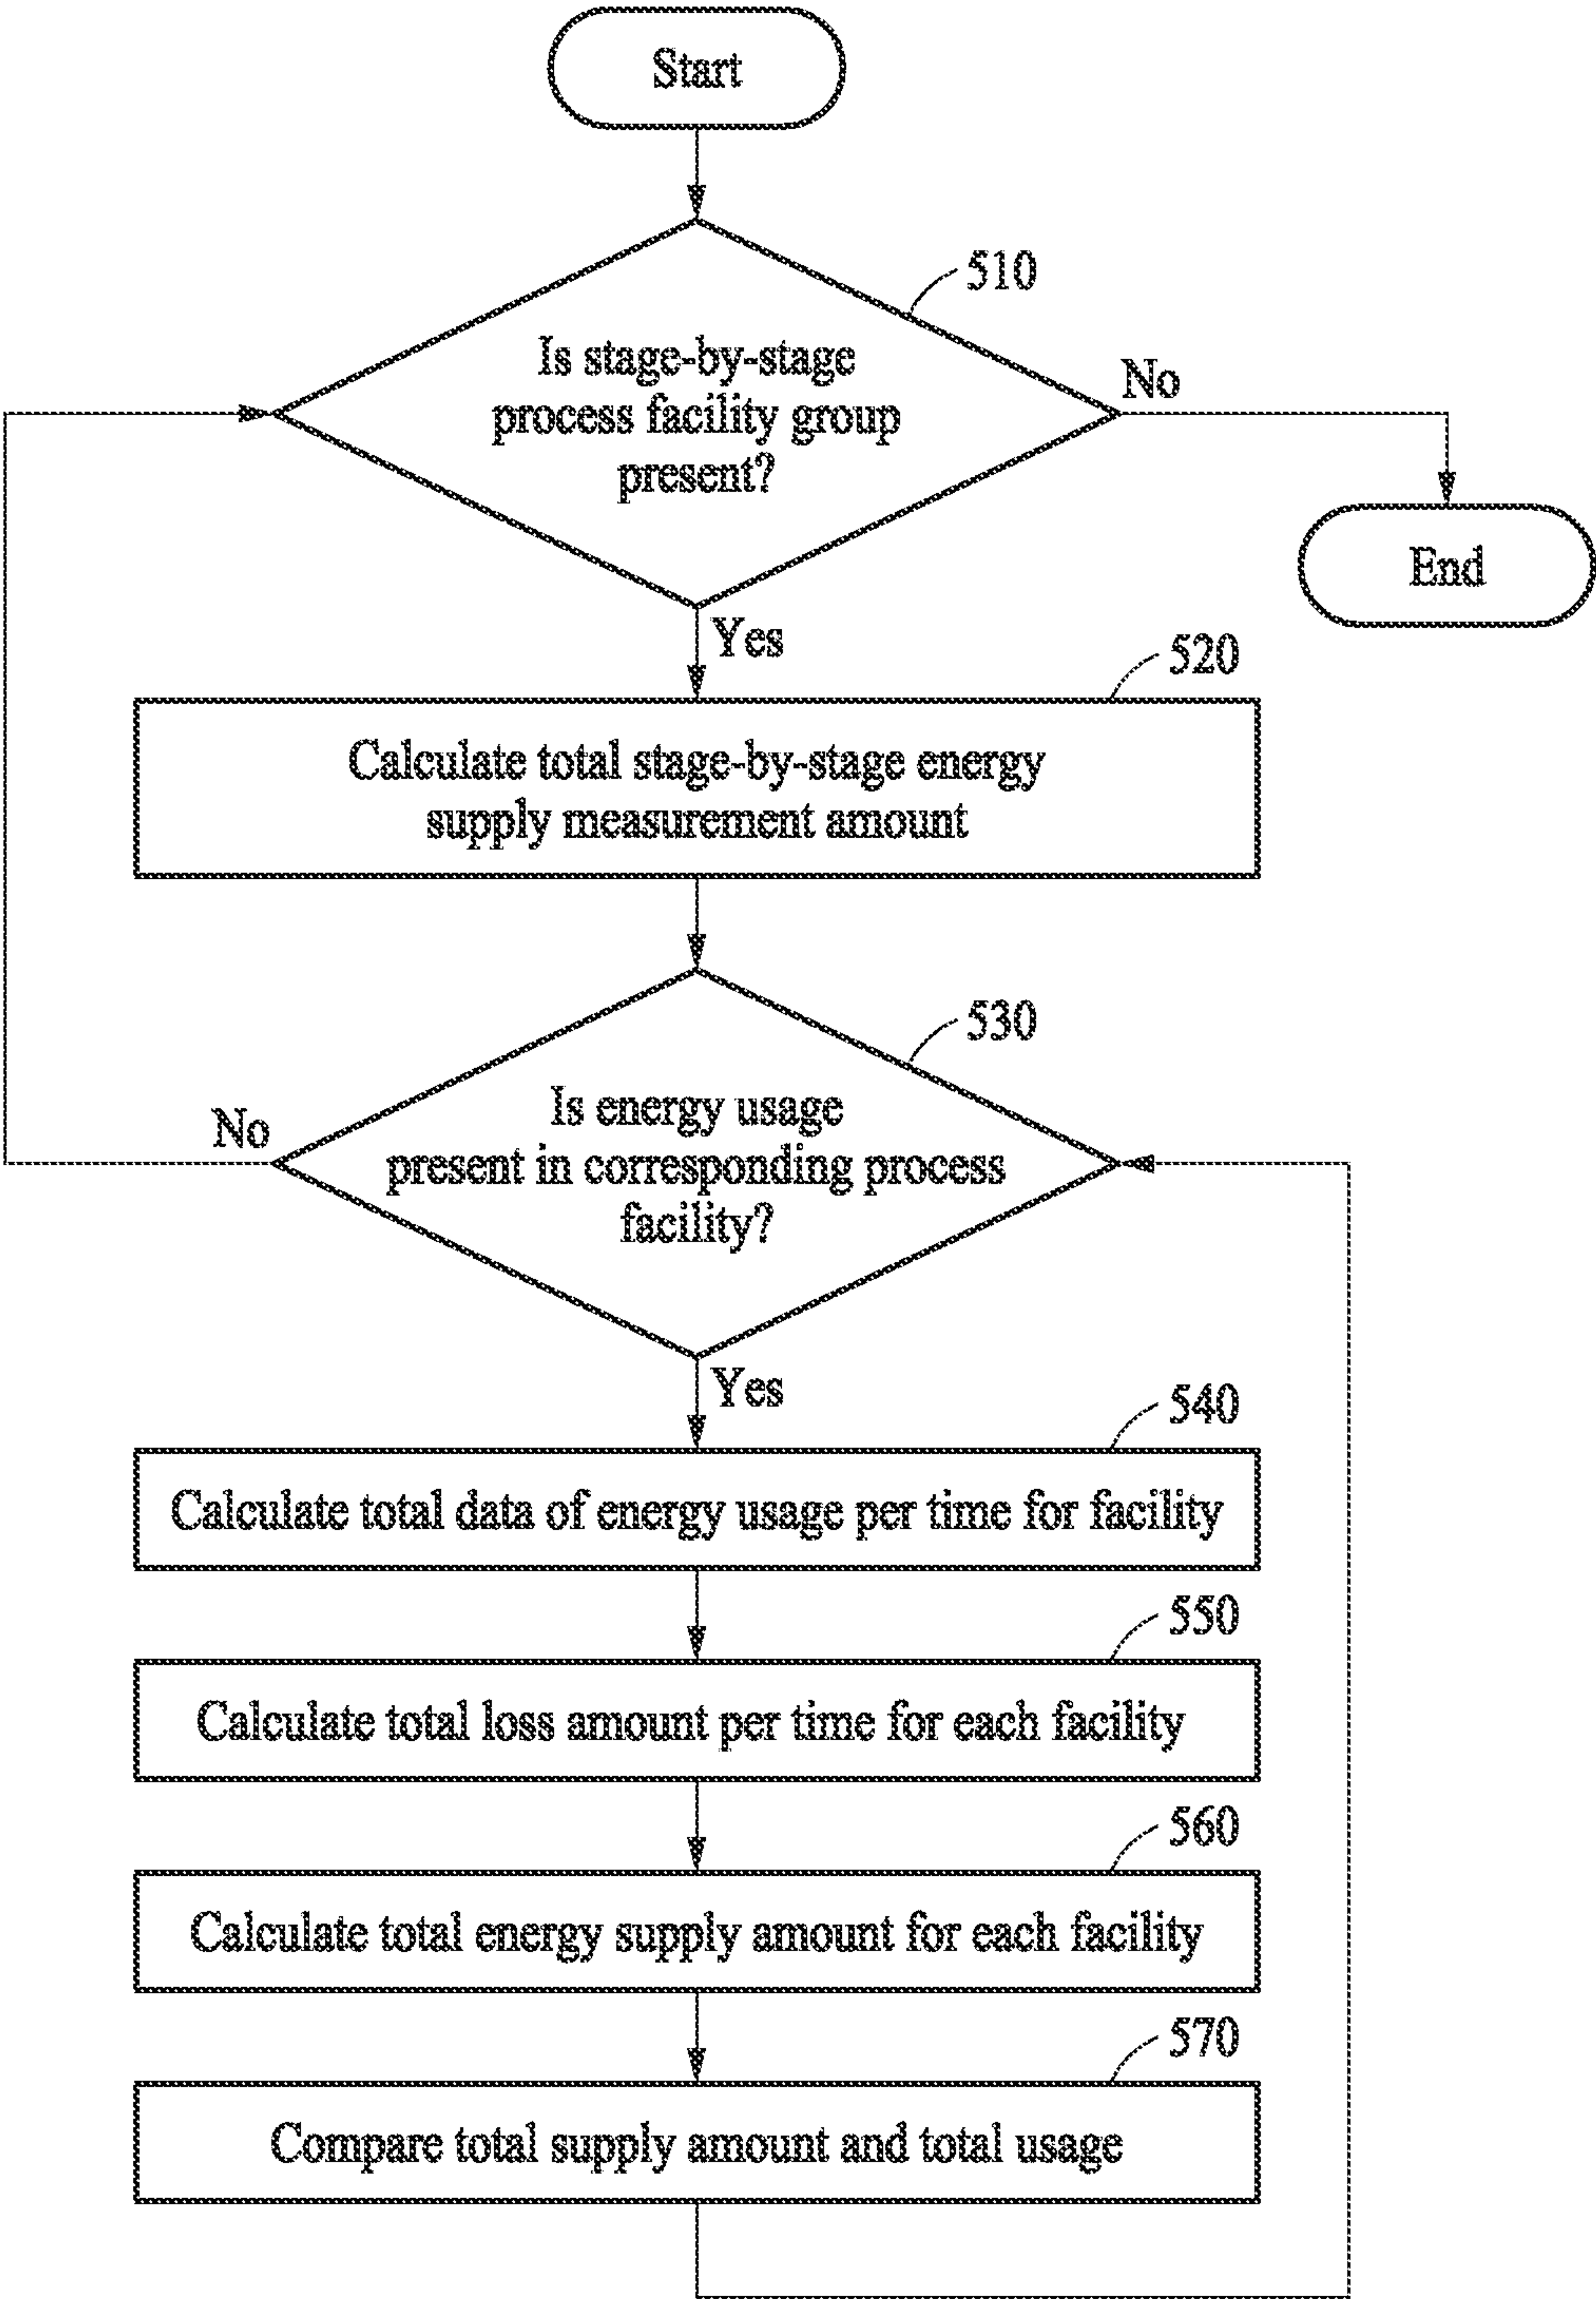 Start
510
Is stage-by-stage
process facility group
present?
No
End
Yes
520
Calculate total stage-by-stage energy
supply measurement amount
530
Is energy usage
present in corresponding process
facility?
No
Yes
540
Calculate total data of energy usage per time for facility
550
Calculate total loss amount per time for each facility
560
Calculate total energy supply amount for each facility
570
Compare total supply amount and total usage